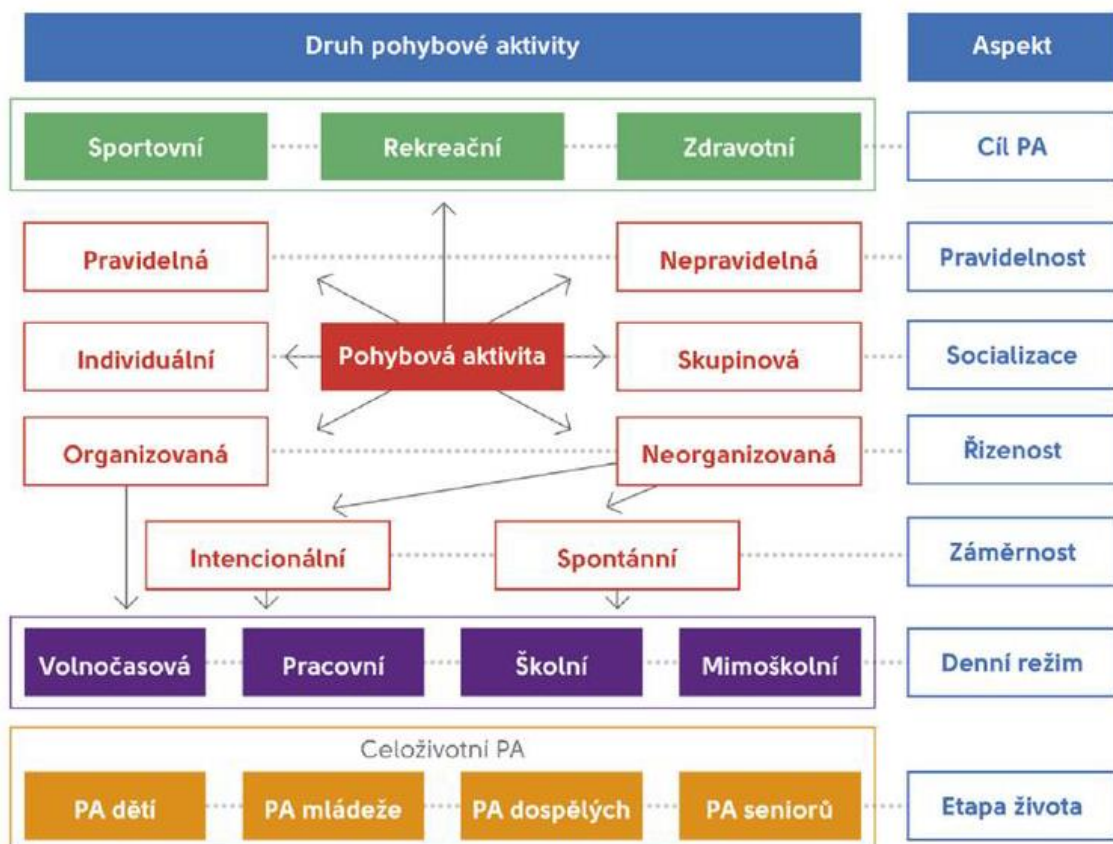 Druh pohybové aktivity
Aspekt
Sportovní
Rekreační
Zdravotní
Cíl PA
Pravidelná
Nepravidelná
Pravidelnost
Individuální
Pohybová aktivita
Skupinová
Socializace
Organizovaná
Neorganizovaná
Řizenost
Intencionální
Spontánní
Záměrnost
Volnočasová
Pracovní
Školní
Mimoškolní
Denní režim
Celoživotní PA
PA dětí
PA mládeže
PA dospělých
PA seniorů
Etapa života